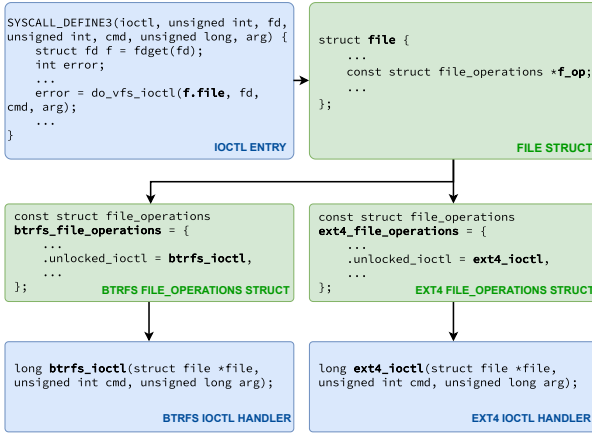 SYSCALL_DEFINE3(ioctl, unsigned int, fd,
unsigned int, cmd, unsigned long, arg) {
    struct fd f = fdget(fd);
    int error;
    ...
    error = do_vfs_ioctl(f.file, fd,
cmd, arg);
    ...
}
IOCTL ENTRY
struct file {
    ...
    const struct file_operations *f_op;
    ...
};
FILE STRUCT
const struct file_operations
btrfs_file_operations = {
    ...
    .unlocked_ioctl = btrfs_ioctl,
    ...
};
BTRFS FILE_OPERATIONS STRUCT
const struct file_operations
ext4_file_operations = {
    ...
    .unlocked_ioctl = ext4_ioctl,
    ...
};
EXT4 FILE_OPERATIONS STRUCT
long btrfs_ioctl(struct file *file,
unsigned int cmd, unsigned long arg);
BTRFS IOCTL HANDLER
long ext4_ioctl(struct file *file,
unsigned int cmd, unsigned long arg);
EXT4 IOCTL HANDLER